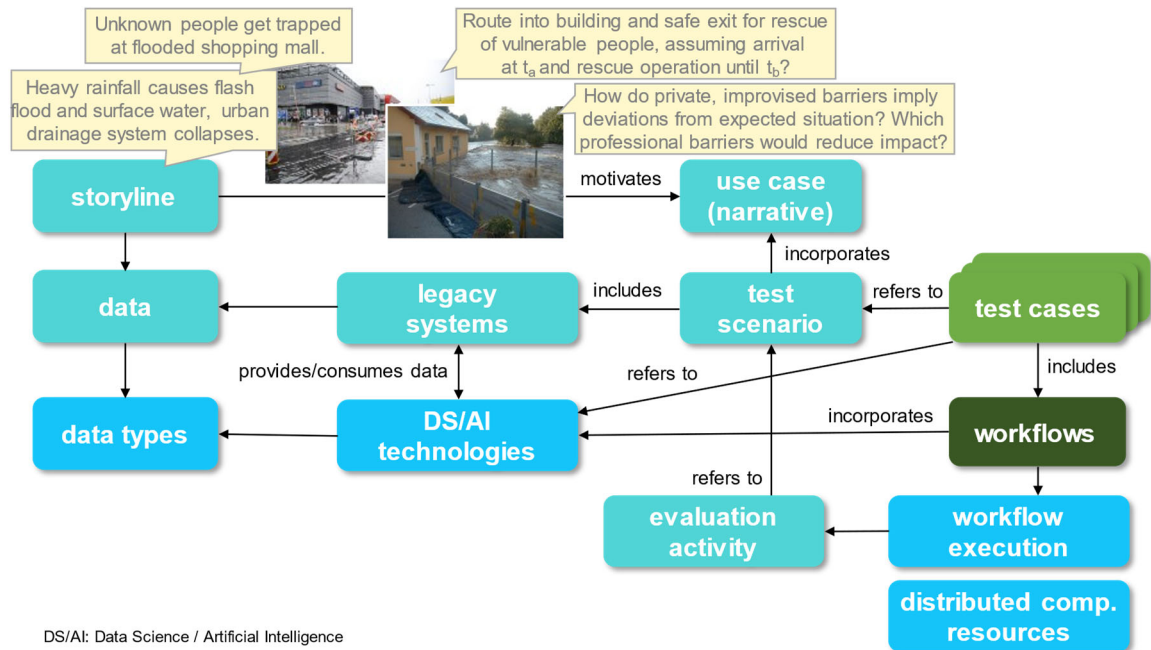 Unknown people get trapped
at flooded shopping mall.
Heavy rainfall causes flash
flood and surface water, urban
drainage system collapses.
Route into building and safe exit for rescue
of vulnerable people, assuming arrival
at ta and rescue operation until tb?
How do private, improvised barriers imply
deviations from expected situation? Which
professional barriers would reduce impact?
storyline
motivates
use case
(narrative)
incorporates
data
legacy
systems
includes
test
scenario
refers to
test cases
provides/consumes data
refers to
includes
data types
DS/AI
technologies
incorporates
workflows
refers to
evaluation
activity
workflow
execution
distributed comp.
resources
DS/AI: Data Science / Artificial Intelligence